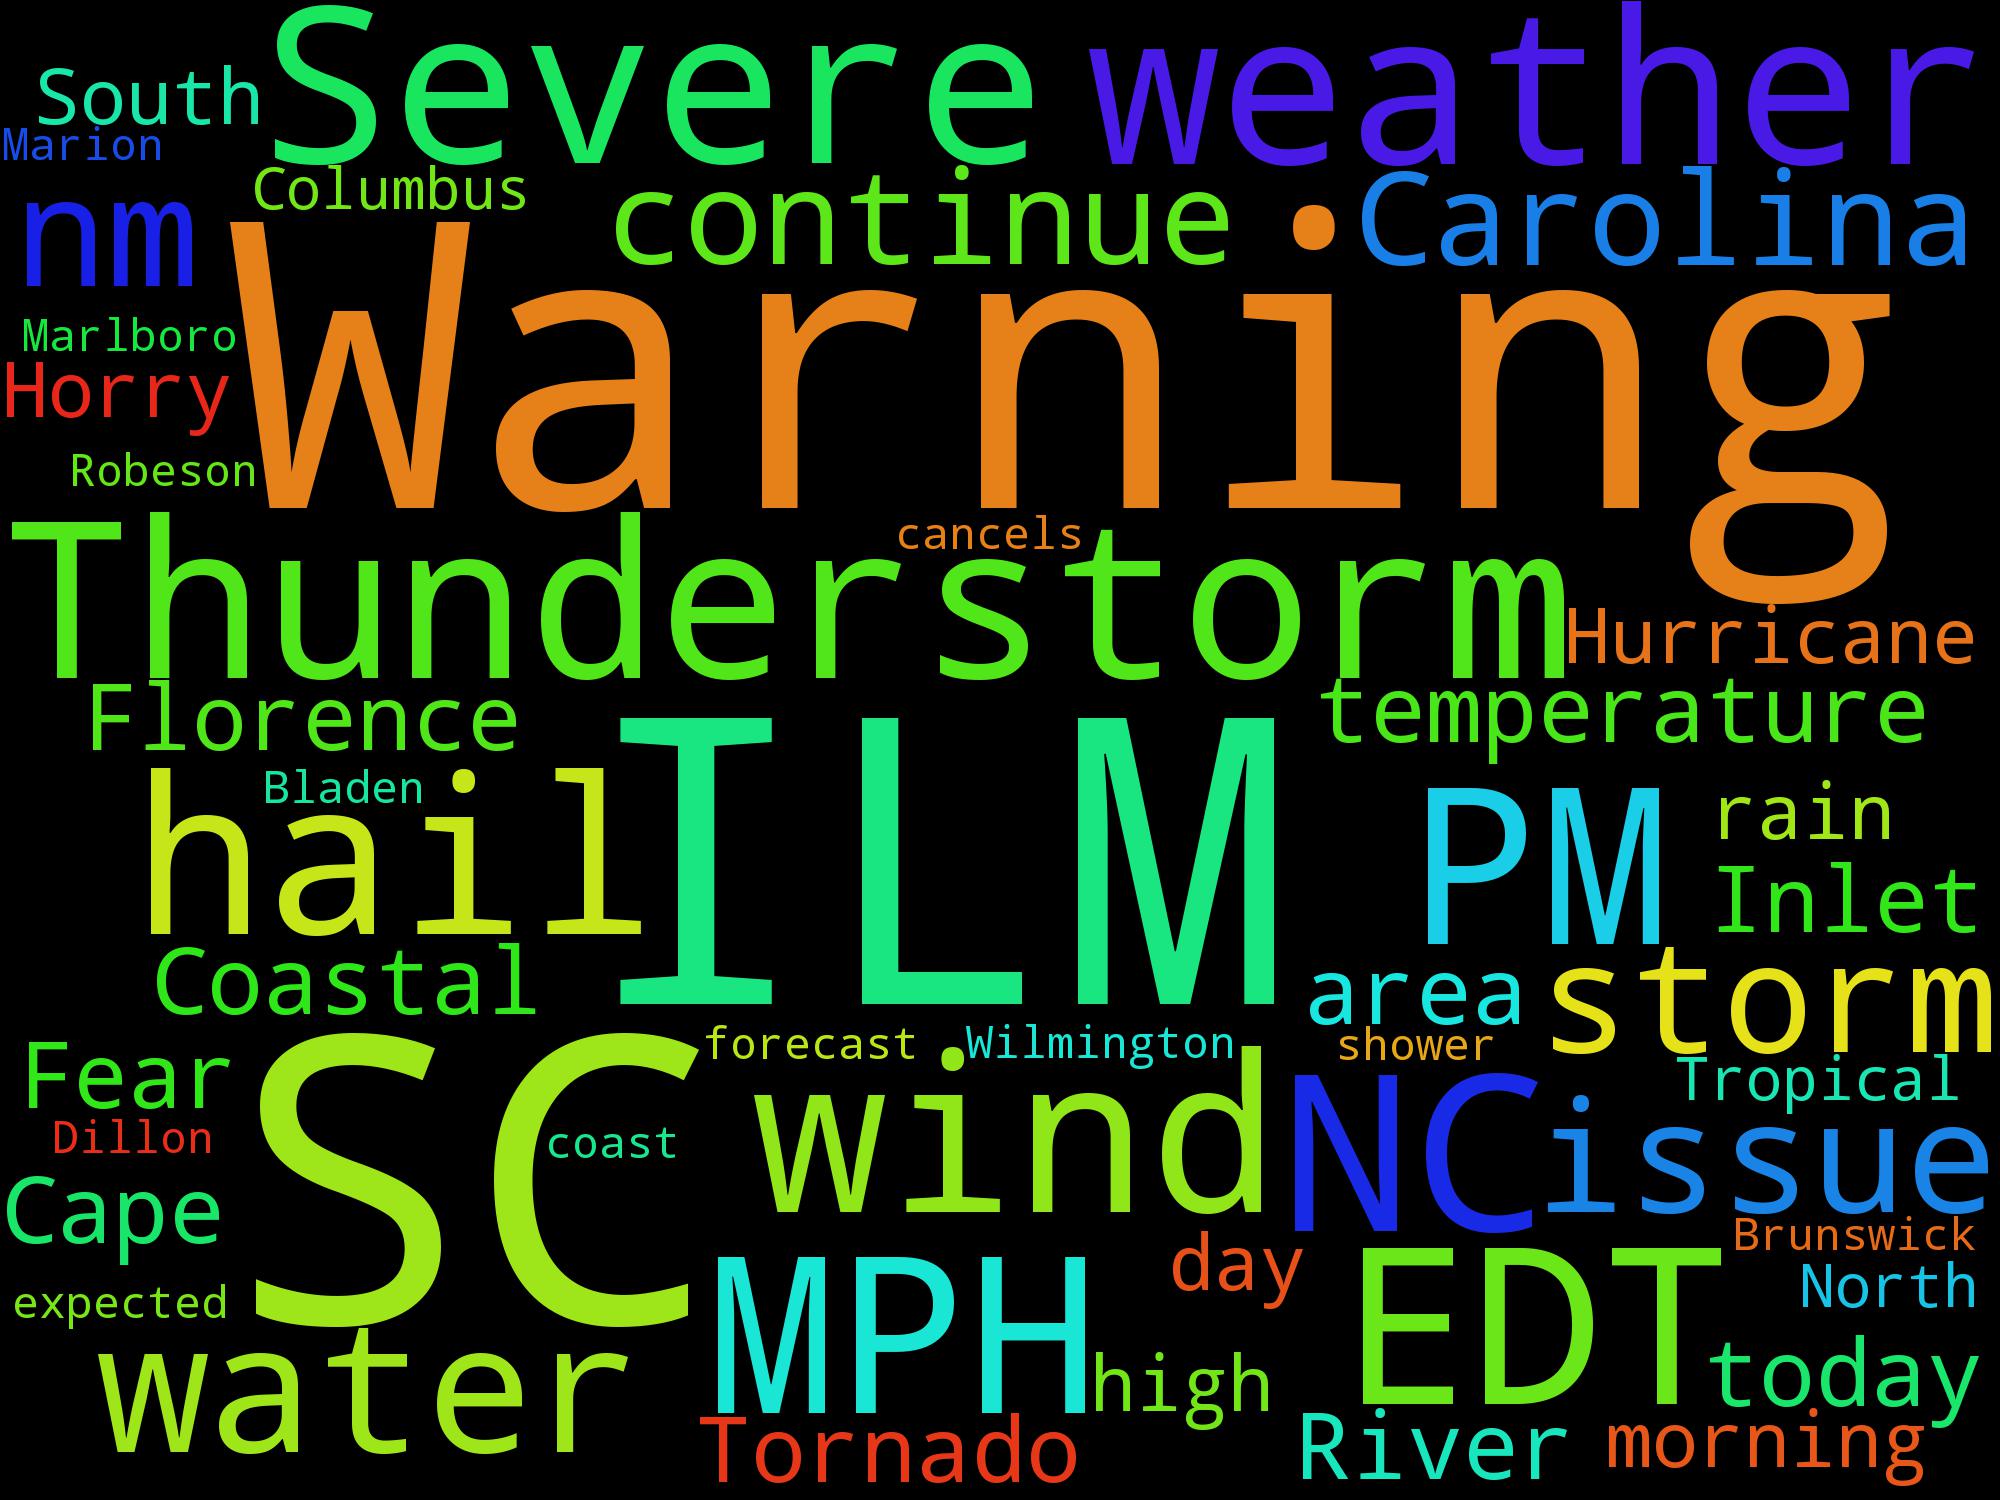 Severe weather
South
Marion
Columbus continue Carolina
nm
Warning
Marlboro
Horry
Robeson
cancels
Thunderstorm
Hurricane
Florence temperature
ILM
hail
Bladen
PM rain
Inlet
Coastal area storm
forecast Wilmington shower
Fear SC wind NC Tropical
Dillon coast issue
Cape
Brunswick
expected MPH day EDT North
water high today
Tornado River morning